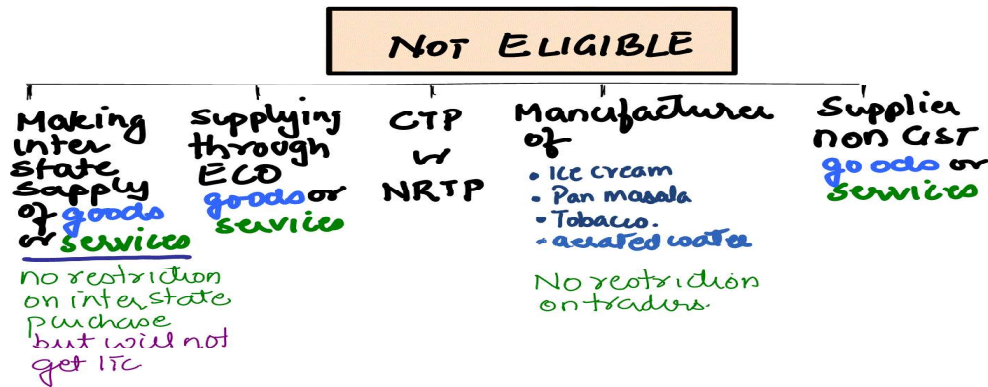 NOT ELIGIBLE
Making
inter
state
supply
of goods
or services
no restriction
on interstate
purchase
but will not
get ITC
Supplying
through
ECO
goods or
services
CTP
or
NRTP
Manufacturer
of
• Ice cream
• Pan masala
• Tobacco.
• aerated water
No restriction
on traders.
Supplier
non GST
goods or
services